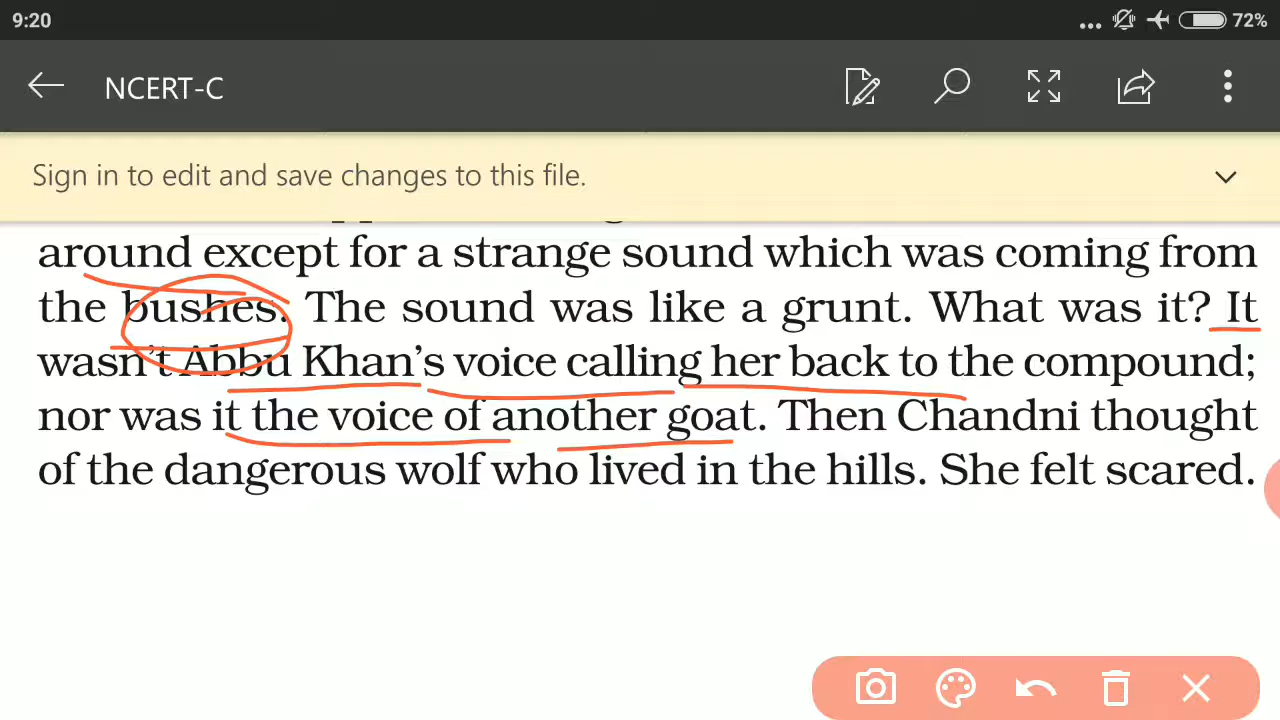 9:20
72%
NCERT-C
Sign in to edit and save changes to this file.
around except for a strange sound which was coming from
the bushes. The sound was like a grunt. What was it? It
wasn't Abbu Khan's voice calling her back to the compound;
nor was it the voice of another goat. Then Chandni thought
of the dangerous wolf who lived in the hills. She felt scared.